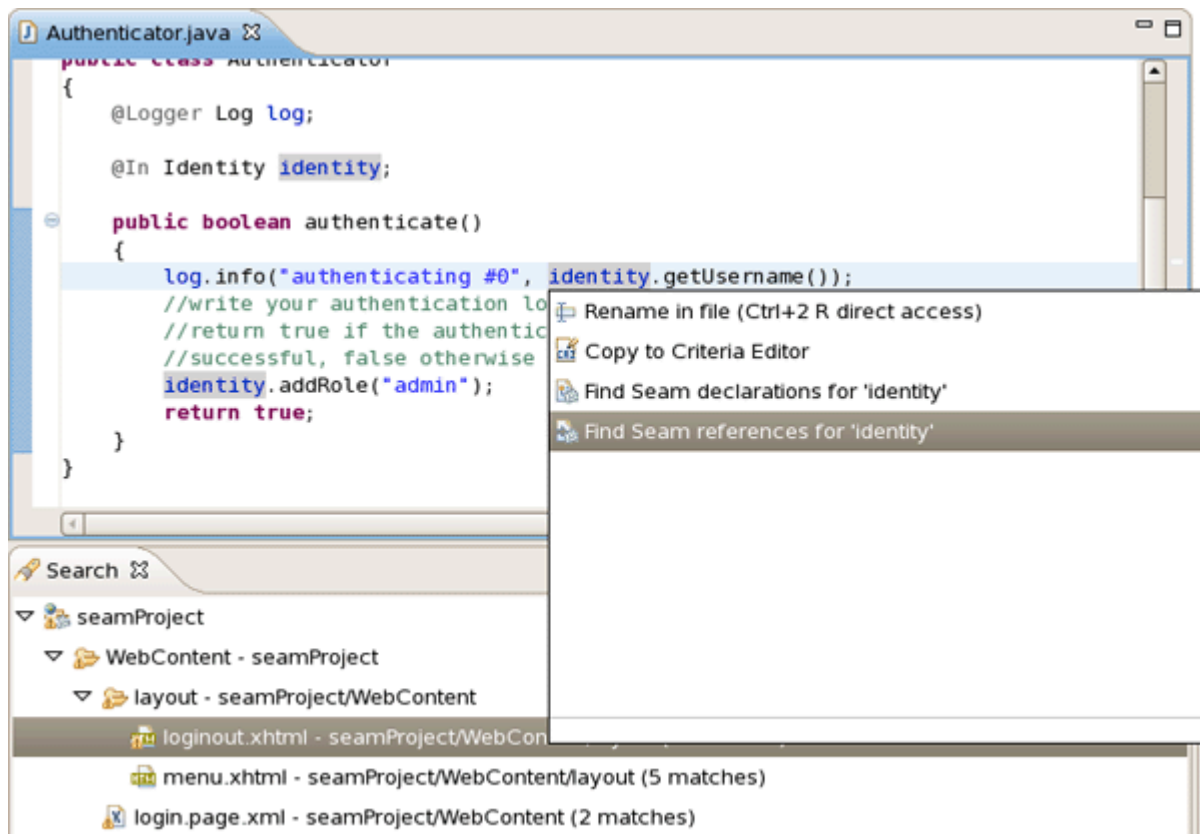 Authenticator.java
public class Authenticator
{
@Logger Log log;
@In Identity identity;
public boolean authenticate()
{
log.info("authenticating #0", identity.getUsername());
//write your authentication lo
//return true if the authentic
//successful, false otherwise
identity.addRole("admin");
return true;
}
}
Rename in file (Ctrl+2 R direct access)
Copy to Criteria Editor
Find Seam declarations for 'identity'
Find Seam references for 'identity'
Search
seamProject
WebContent - seamProject
layout - seamProject/WebContent
loginout.xhtml - seamProject/WebCon
menu.xhtml - seamProject/WebContent/layout (5 matches)
login.page.xml - seamProject/WebContent (2 matches)